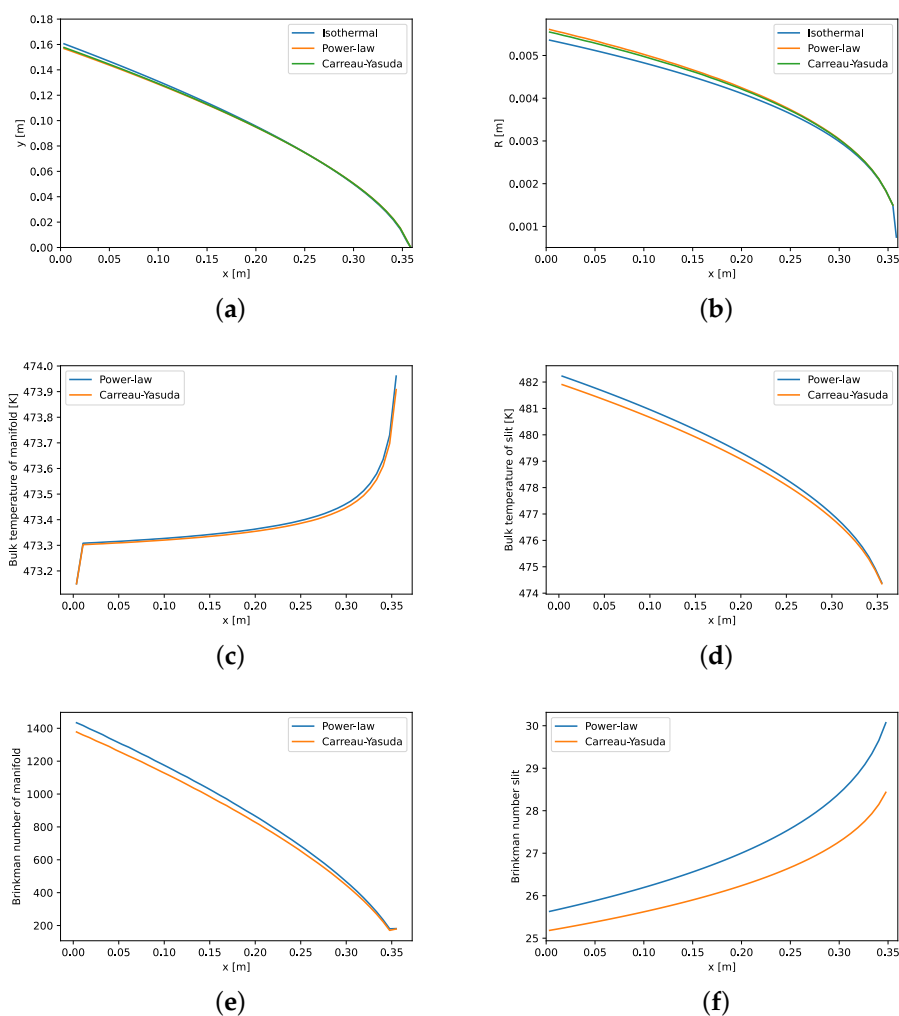 0.18
0.16
0.14
0.12
0.10
0.08
0.06
0.04
0.02
0.00
y [m]
0.00 0.05 0.10 0.15 0.20 0.25 0.30 0.35
x [m]
Isothermal
Power-law
Carreau-Yasuda
(a)
0.005
0.004
0.003
0.002
0.001
R [m]
0.00 0.05 0.10 0.15 0.20 0.25 0.30 0.35
x [m]
Isothermal
Power-law
Carreau-Yasuda
(b)
474.0
473.9
473.8
473.7
473.6
473.5
473.4
473.3
473.2
Bulk temperature of manifold [K]
0.00 0.05 0.10 0.15 0.20 0.25 0.30 0.35
x [m]
Power-law
Carreau-Yasuda
(c)
482
481
480
479
478
477
476
475
474
Bulk temperature of slit [K]
0.00 0.05 0.10 0.15 0.20 0.25 0.30 0.35
x [m]
Power-law
Carreau-Yasuda
(d)
1400
1200
1000
800
600
400
200
Brinkman number of manifold
0.00 0.05 0.10 0.15 0.20 0.25 0.30 0.35
x [m]
Power-law
Carreau-Yasuda
(e)
30
29
28
27
26
25
Brinkman number slit
0.00 0.05 0.10 0.15 0.20 0.25 0.30 0.35
x [m]
Power-law
Carreau-Yasuda
(f)